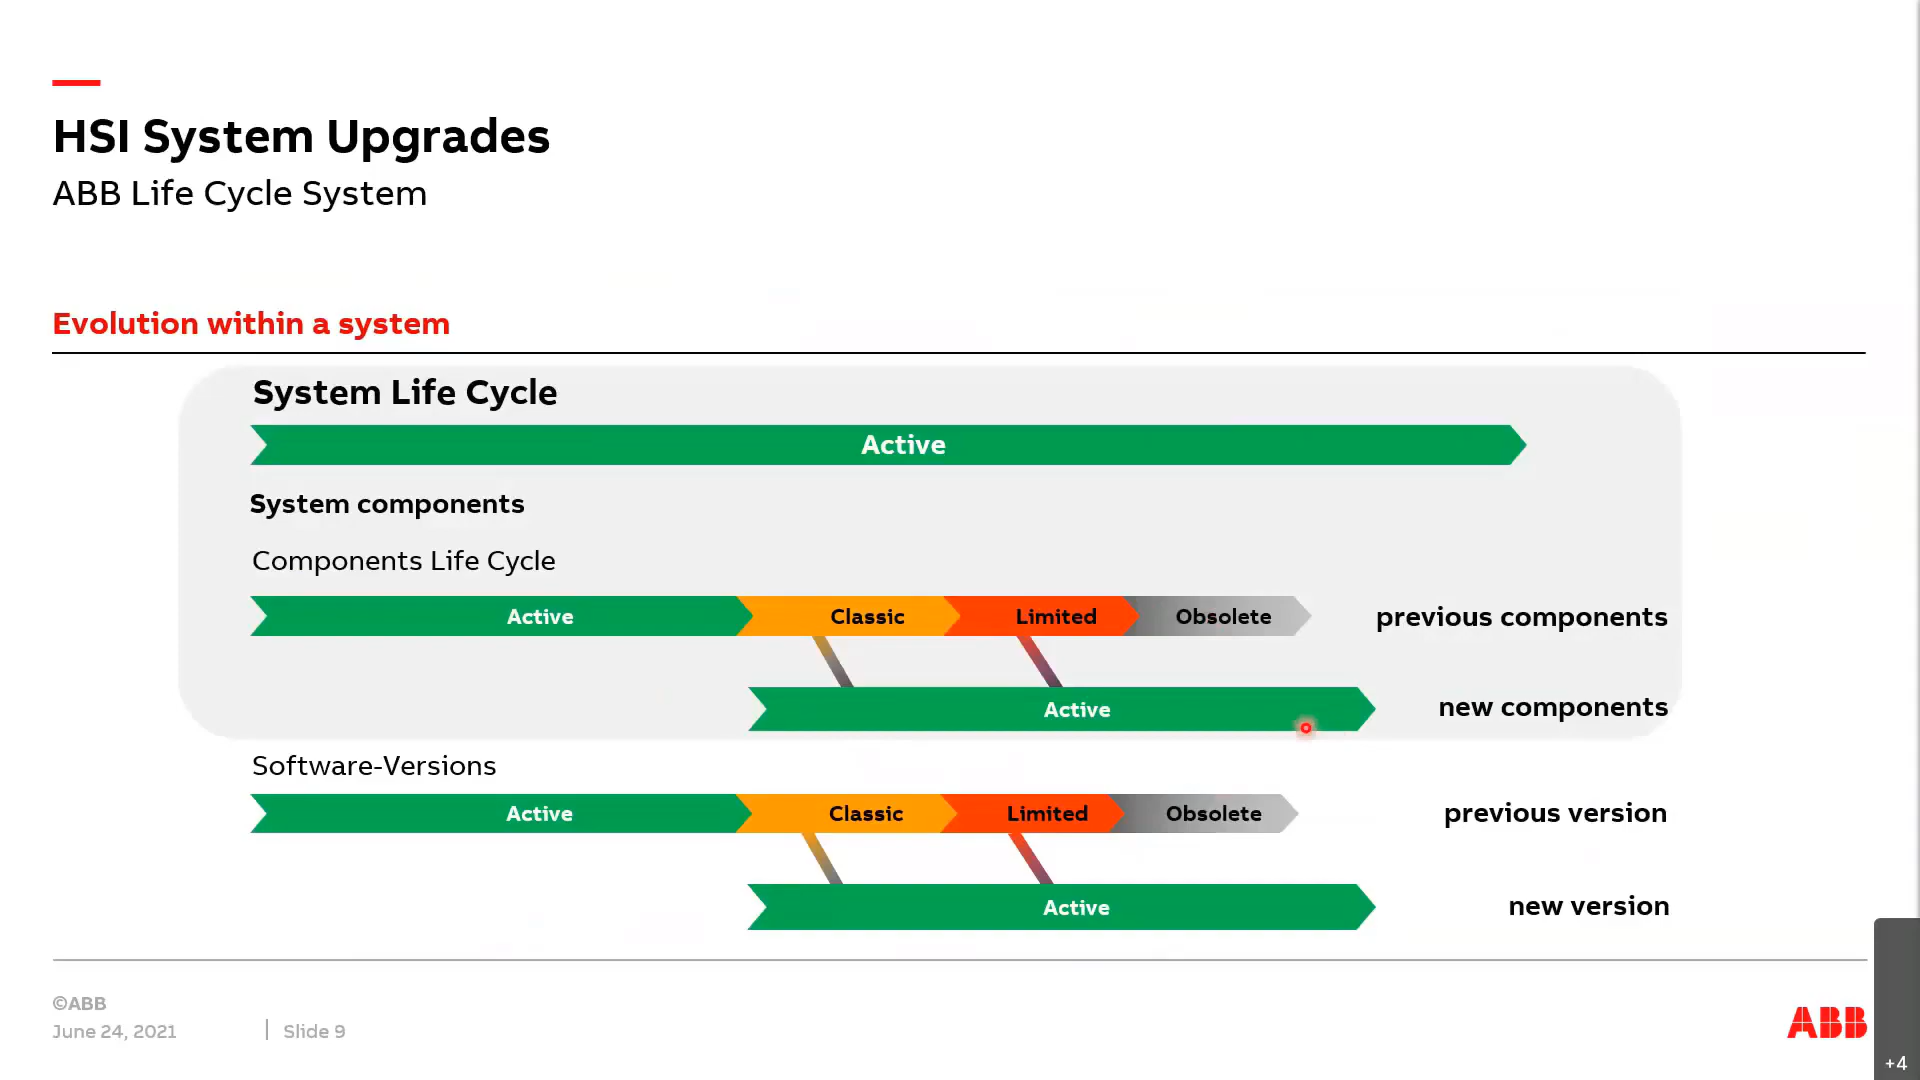 HSI System Upgrades
ABB Life Cycle System
Evolution within a system
System Life Cycle
Active
System components
Components Life Cycle
Active Classic Limited Obsolete previous components
Active new components
Software-Versions
Active Classic Limited Obsolete previous version
Active new version
©ABB
June 24, 2021 | Slide 9
ABB
+4